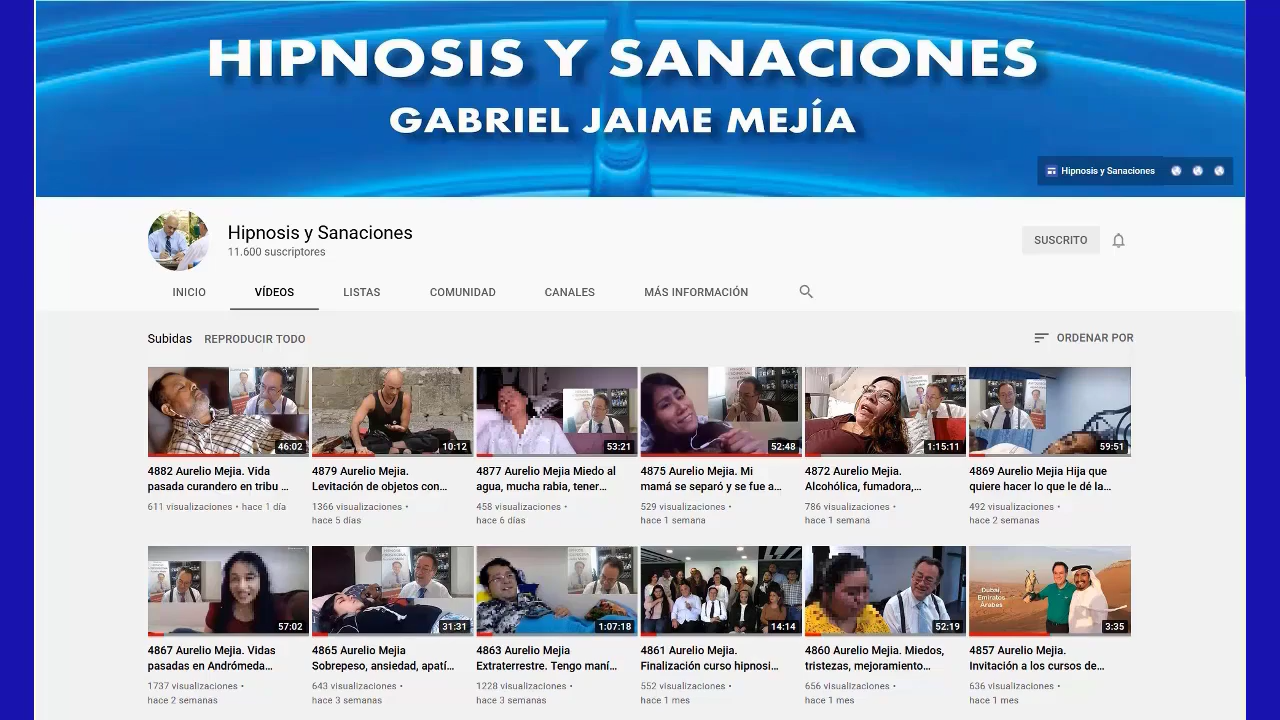 HIPNOSIS Y SANACIONES
GABRIEL JAIME MEJÍA
Hipnosis y Sanaciones
Hipnosis y Sanaciones
11.600 suscriptores
SUSCRITO
INICIO VÍDEOS LISTAS COMUNIDAD CANALES MÁS INFORMACIÓN
Subidas REPRODUCIR TODO ORDENAR POR
46:02
4882 Aurelio Mejia. Vida
pasada curandero en tribu ...
611 visualizaciones • hace 1 día
10:12
4879 Aurelio Mejia.
Levitación de objetos con...
1366 visualizaciones •
hace 5 días
53:21
4877 Aurelio Mejia Miedo al
agua, mucha rabia, tener...
458 visualizaciones •
hace 6 días
52:48
4875 Aurelio Mejia. Mi
mamá se separó y se fue a...
529 visualizaciones •
hace 1 semana
1:15:11
4872 Aurelio Mejia.
Alcohólica, fumadora,...
786 visualizaciones •
hace 1 semana
59:51
4869 Aurelio Mejia Hija que
quiere hacer lo que le dé la...
492 visualizaciones •
hace 2 semanas
57:02
4867 Aurelio Mejia. Vidas
pasadas en Andrómeda...
1737 visualizaciones •
hace 2 semanas
31:31
4865 Aurelio Mejia
Sobrepeso, ansiedad, apatí...
643 visualizaciones •
hace 3 semanas
1:07:18
4863 Aurelio Mejia
Extraterrestre. Tengo maní...
1228 visualizaciones •
hace 3 semanas
14:14
4861 Aurelio Mejia.
Finalización curso hipnosi...
552 visualizaciones •
hace 1 mes
52:19
4860 Aurelio Mejia. Miedos,
tristezas, mejoramiento...
656 visualizaciones •
hace 1 mes
Dubai,
Emiratos
Arabes
3:35
4857 Aurelio Mejia.
Invitación a los cursos de...
636 visualizaciones •
hace 1 mes